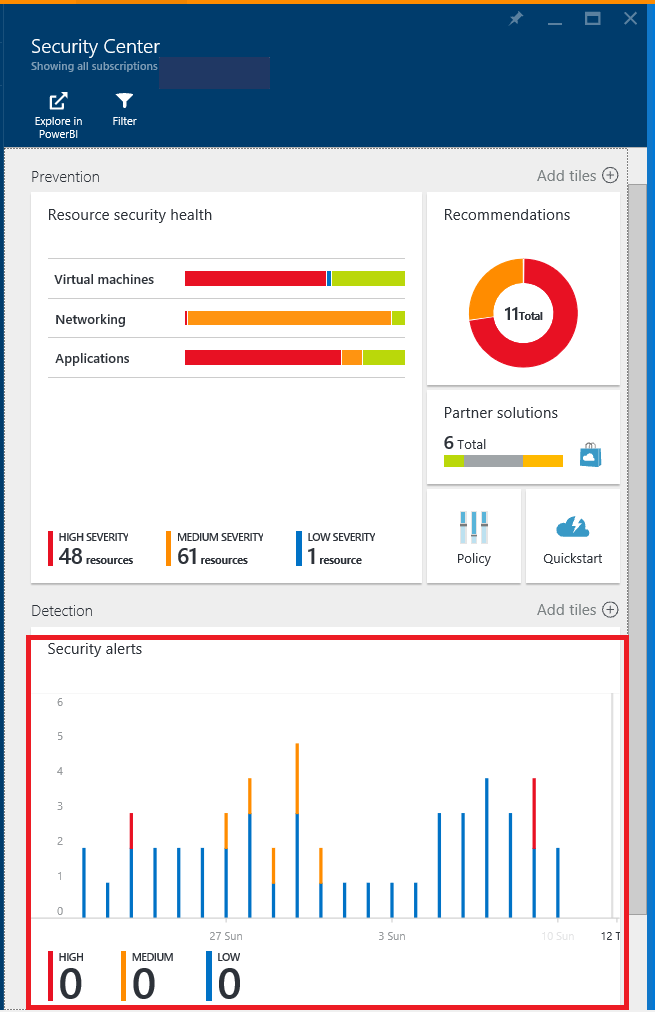 Security Center
Showing all subscriptions
Explore in
PowerBI
Filter
Prevention
Add tiles
Resource security health
Virtual machines
Networking
Applications
HIGH SEVERITY
48 resources
MEDIUM SEVERITY
61 resources
LOW SEVERITY
1 resource
Recommendations
11 Total
Partner solutions
6 Total
Policy
Quickstart
Detection
Add tiles
Security alerts
6
5
4
3
2
1
0
27 Sun
3 Sun
10 Sun
12 T
HIGH
0
MEDIUM
0
LOW
0